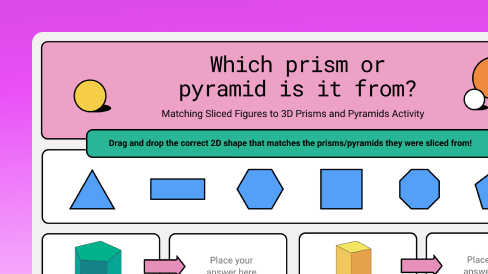 Which prism or
pyramid is it from?
Matching Sliced Figures to 3D Prisms and Pyramids Activity
Drag and drop the correct 2D shape that matches the prisms/pyramids they were sliced from!
Place your
answer here
Place
answe